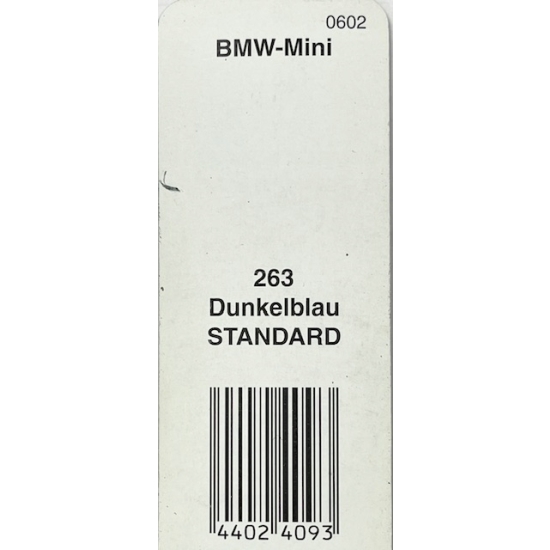 0602
BMW-Mini
263
Dunkelblau
STANDARD
4402 4093